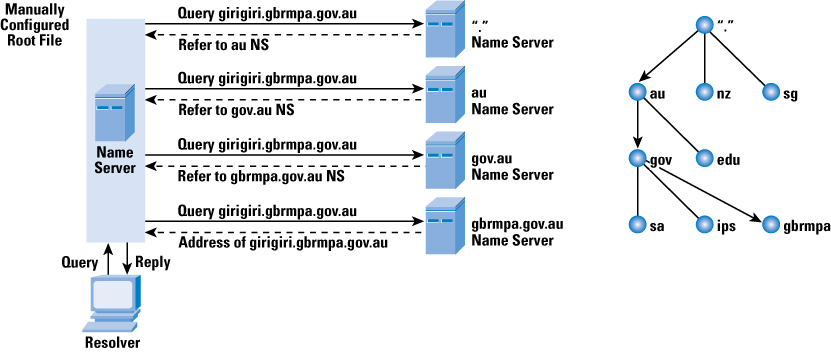 Manually
Configured
Root File
Query girigiri.gbrmpa.gov.au
Refer to au NS
"."
Name Server
Query girigiri.gbrmpa.gov.au
Refer to gov.au NS
au
Name Server
Name
Server
Query girigiri.gbrmpa.gov.au
Refer to gbrmpa.gov.au NS
gov.au
Name Server
Query girigiri.gbrmpa.gov.au
Address of girigiri.gbrmpa.gov.au
gbrmpa.gov.au
Name Server
Query
Reply
Resolver
"."
au
nz
sg
gov
edu
sa
ips
gbrmpa